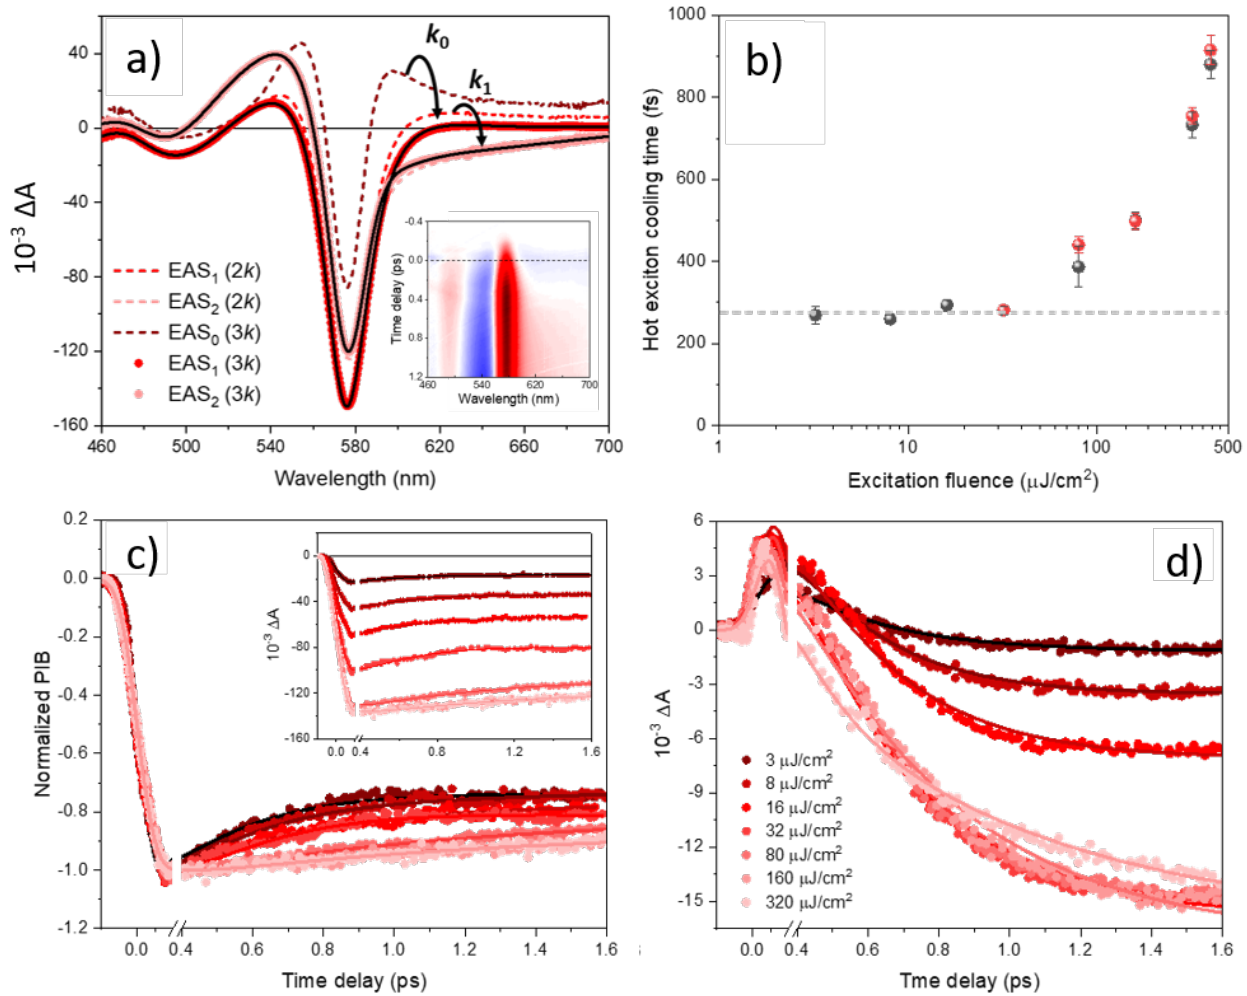 a)
k0
k1
40
0
-40
-80
-120
-160
10⁻³ ΔA
EAS₁ (2k)
EAS₂ (2k)
EAS₀ (3k)
EAS₁ (3k)
EAS₂ (3k)
-0.4
0.0
0.4
0.8
1.2
Time delay (ps)
460 540 620 700
Wavelength (nm)
460 500 540 580 620 660 700
Wavelength (nm)
b)
1000
800
600
400
200
0
Hot exciton cooling time (fs)
1 10 100 500
Excitation fluence (μJ/cm²)
c)
0.2
0.0
-0.2
-0.4
-0.6
-0.8
-1.0
-1.2
Normalized PIB
0
-40
-80
-120
-160
10⁻³ ΔA
0.0 0.4 0.8 1.2 1.6
0.0 0.4 0.6 0.8 1.0 1.2 1.4 1.6
Time delay (ps)
d)
6
3
0
-3
-6
-9
-12
-15
10⁻³ ΔA
3 μJ/cm²
8 μJ/cm²
16 μJ/cm²
32 μJ/cm²
80 μJ/cm²
160 μJ/cm²
320 μJ/cm²
0.0 0.4 0.6 0.8 1.0 1.2 1.4 1.6
Tme delay (ps)